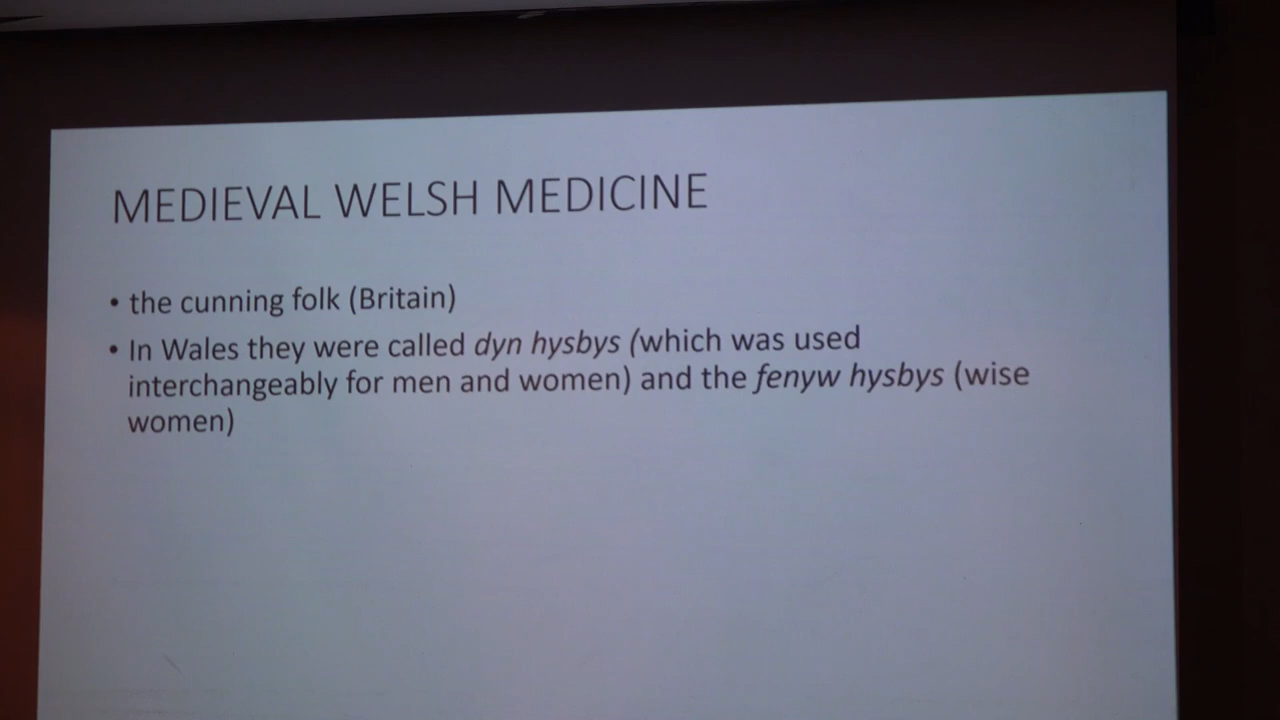 MEDIEVAL WELSH MEDICINE
• the cunning folk (Britain)
• In Wales they were called dyn hysbys (which was used
interchangeably for men and women) and the fenyw hysbys (wise
women)